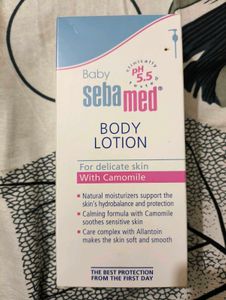 Baby
clinically tested
pH
5.5
sebamed®
BODY
LOTION
For delicate skin
With Camomile
• Natural moisturizers support the
skin's hydrobalance and protection
• Calming formula with Camomile
soothes sensitive skin
• Care complex with Allantoin
makes the skin soft and smooth
THE BEST PROTECTION
FROM THE FIRST DAY